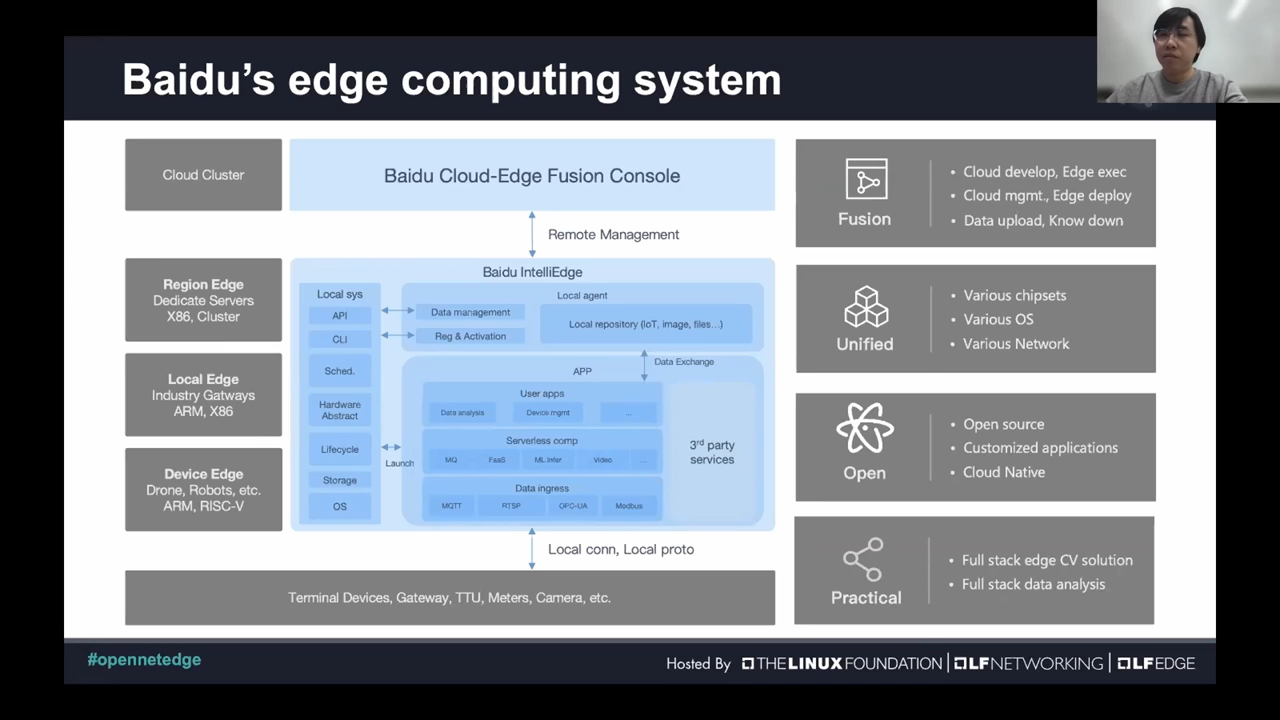 Baidu's edge computing system
Cloud Cluster
Baidu Cloud-Edge Fusion Console
Remote Management
Region Edge
Dedicate Servers
X86, Cluster
Local Edge
Industry Gatways
ARM, X86
Device Edge
Drone, Robots, etc.
ARM, RISC-V
Baidu IntelliEdge
Local sys
API
CLI
Sched.
Hardware
Abstract
Lifecycle
Storage
OS
Launch
Local agent
Data management
Reg & Activation
Local repository (IoT, image, files...)
Data Exchange
APP
User apps
Data analysis
Device mgmt
...
Serverless comp
MQ
FaaS
ML Inter
Video
...
Data ingress
MQTT
RTSP
OPC-UA
Modbus
3rd party
services
Local conn, Local proto
Terminal Devices, Gateway, TTU, Meters, Camera, etc.
Fusion
• Cloud develop, Edge exec
• Cloud mgmt., Edge deploy
• Data upload, Know down
Unified
• Various chipsets
• Various OS
• Various Network
Open
• Open source
• Customized applications
• Cloud Native
Practical
• Full stack edge CV solution
• Full stack data analysis
#opennetedge
Hosted By THE LINUX FOUNDATION | LF NETWORKING | LF EDGE